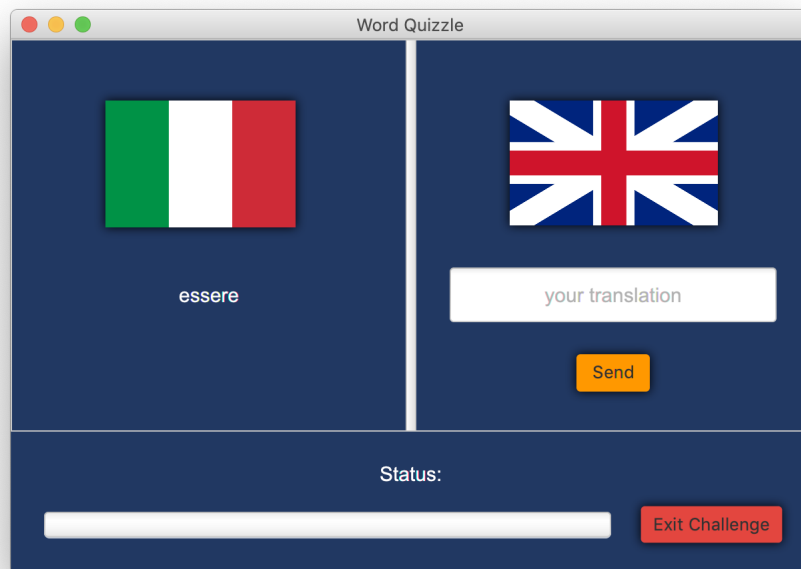 Word Quizzle
essere
your translation
Send
Status:
Exit Challenge